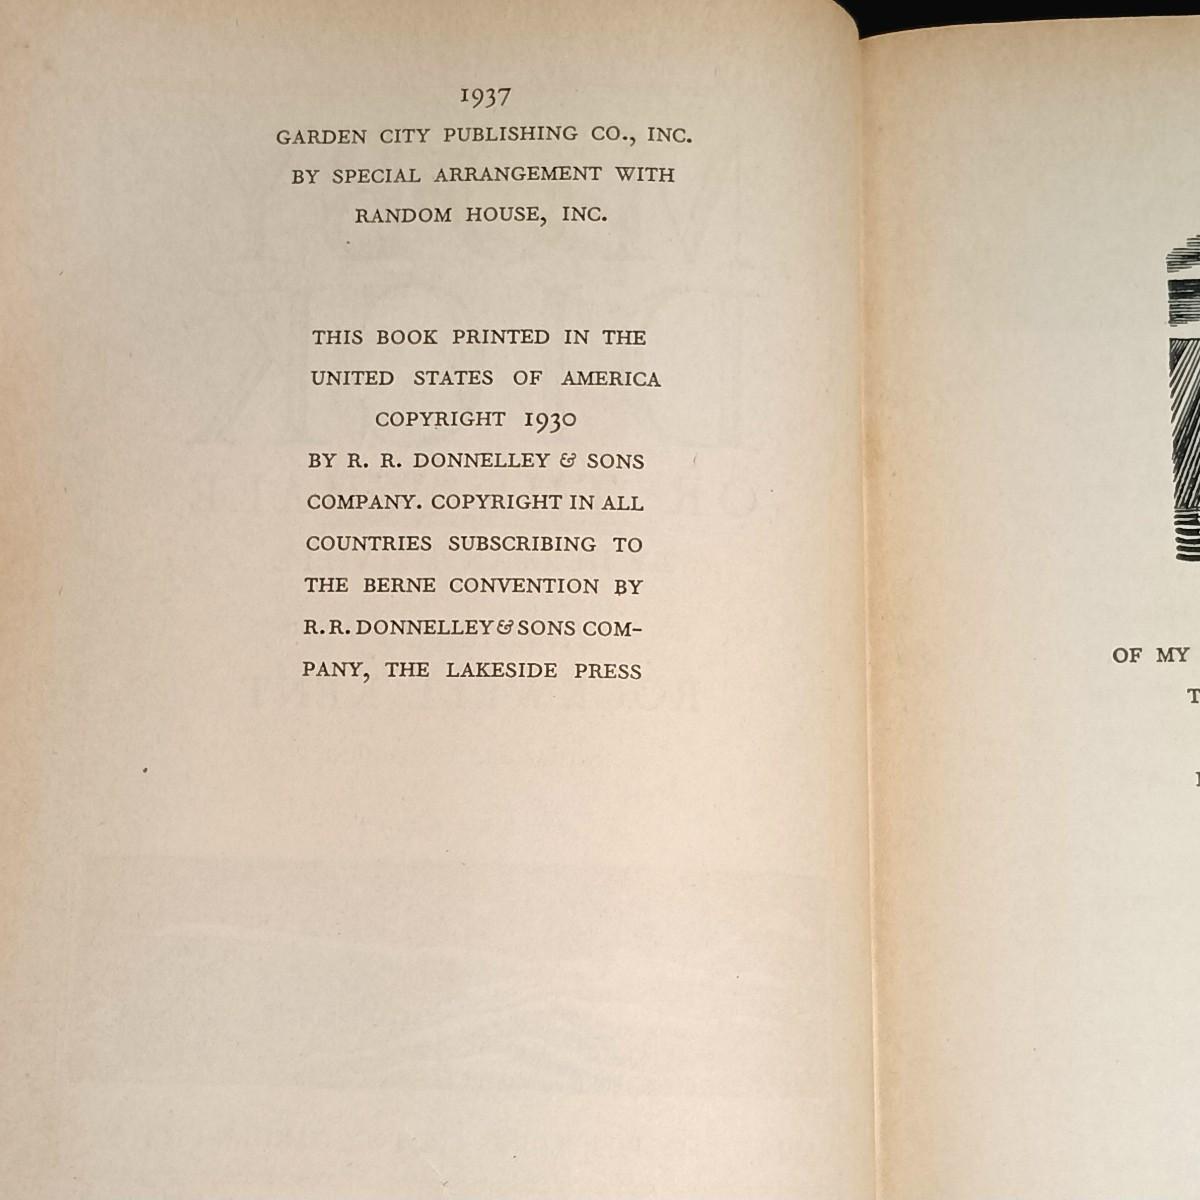 1937
GARDEN CITY PUBLISHING CO., INC.
BY SPECIAL ARRANGEMENT WITH
RANDOM HOUSE, INC.
THIS BOOK PRINTED IN THE
UNITED STATES OF AMERICA
COPYRIGHT 1930
BY R. R. DONNELLEY & SONS
COMPANY. COPYRIGHT IN ALL
COUNTRIES SUBSCRIBING TO
THE BERNE CONVENTION BY
R. R. DONNELLEY & SONS COM-
PANY, THE LAKESIDE PRESS
OF MY